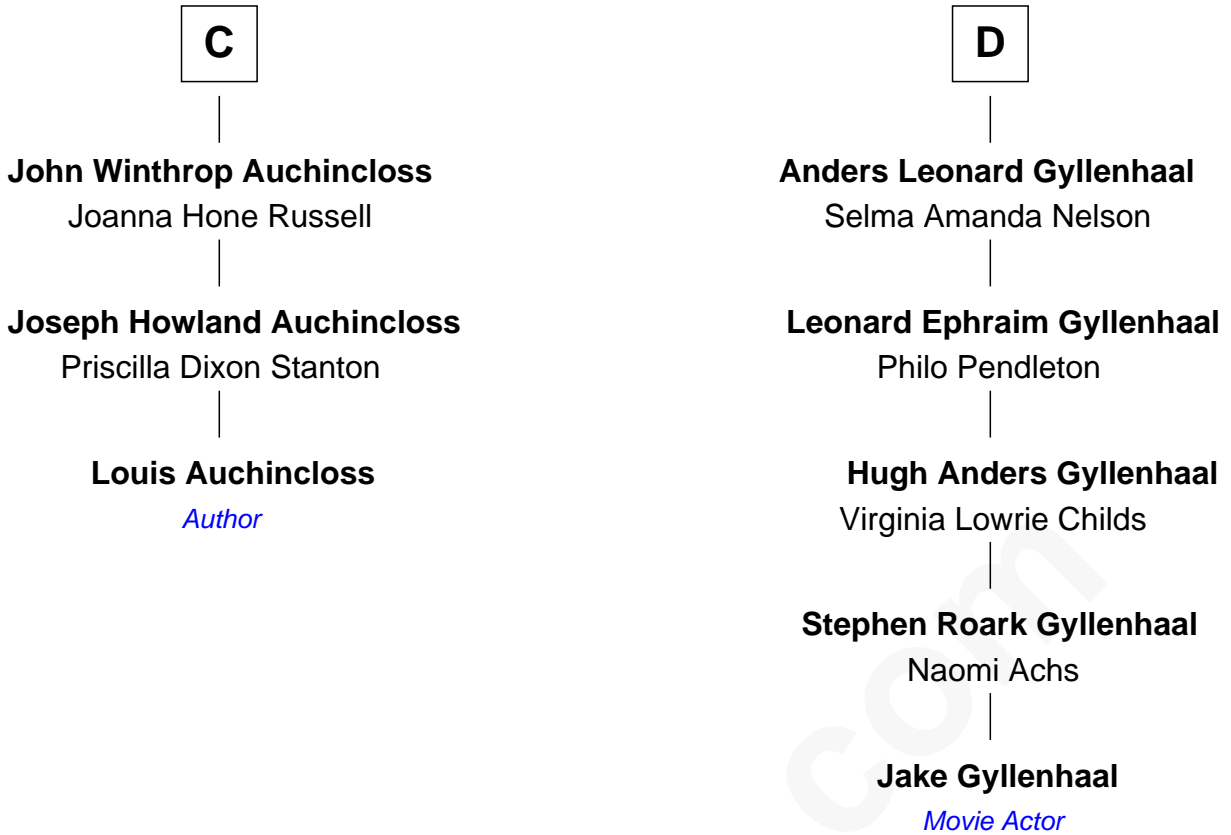 C
John Winthrop Auchincloss
Joanna Hone Russell
Joseph Howland Auchincloss
Priscilla Dixon Stanton
Louis Auchincloss
Author
D
Anders Leonard Gyllenhaal
Selma Amanda Nelson
Leonard Ephraim Gyllenhaal
Philo Pendleton
Hugh Anders Gyllenhaal
Virginia Lowrie Childs
Stephen Roark Gyllenhaal
Naomi Achs
Jake Gyllenhaal
Movie Actor
com